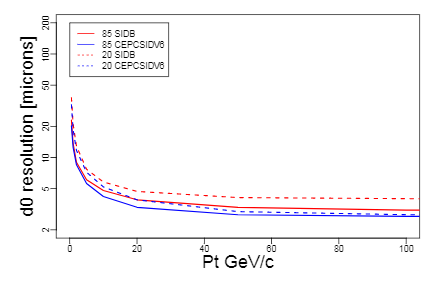 85 SIDB
85 CEPCSIDV6
20 SIDB
20 CEPCSIDV6
d0 resolution [microns]
200
100
50
20
10
5
2
0 20 40 60 80 100
Pt GeV/c